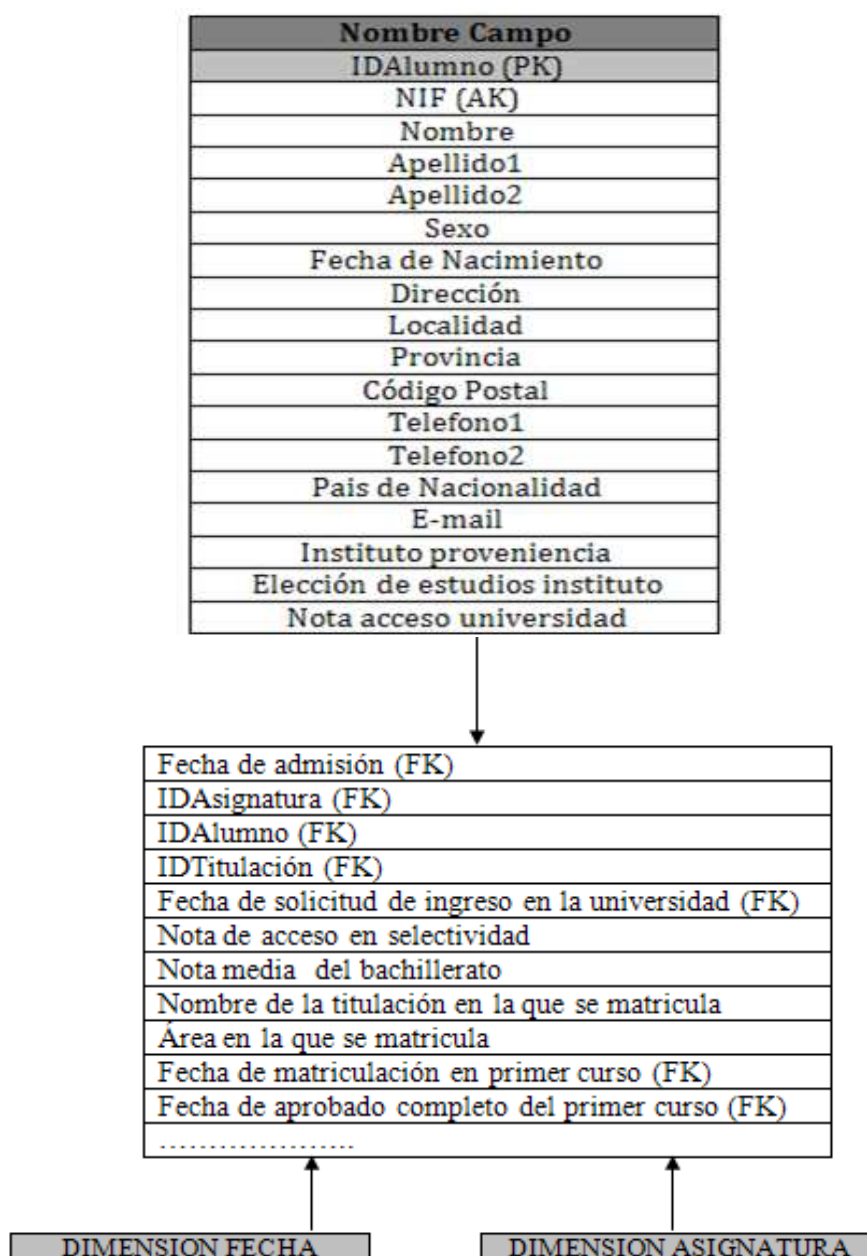 Nombre Campo
IDAlumno (PK)
NIF (AK)
Nombre
Apellido1
Apellido2
Sexo
Fecha de Nacimiento
Dirección
Localidad
Provincia
Código Postal
Telefono1
Telefono2
Pais de Nacionalidad
E-mail
Instituto proveniencia
Elección de estudios instituto
Nota acceso universidad
Fecha de admisión (FK)
IDAsignatura (FK)
IDAlumno (FK)
IDTitulación (FK)
Fecha de solicitud de ingreso en la universidad (FK)
Nota de acceso en selectividad
Nota media del bachillerato
Nombre de la titulación en la que se matricula
Área en la que se matricula
Fecha de matriculación en primer curso (FK)
Fecha de aprobado completo del primer curso (FK)
………………..
DIMENSION FECHA
DIMENSION ASIGNATURA